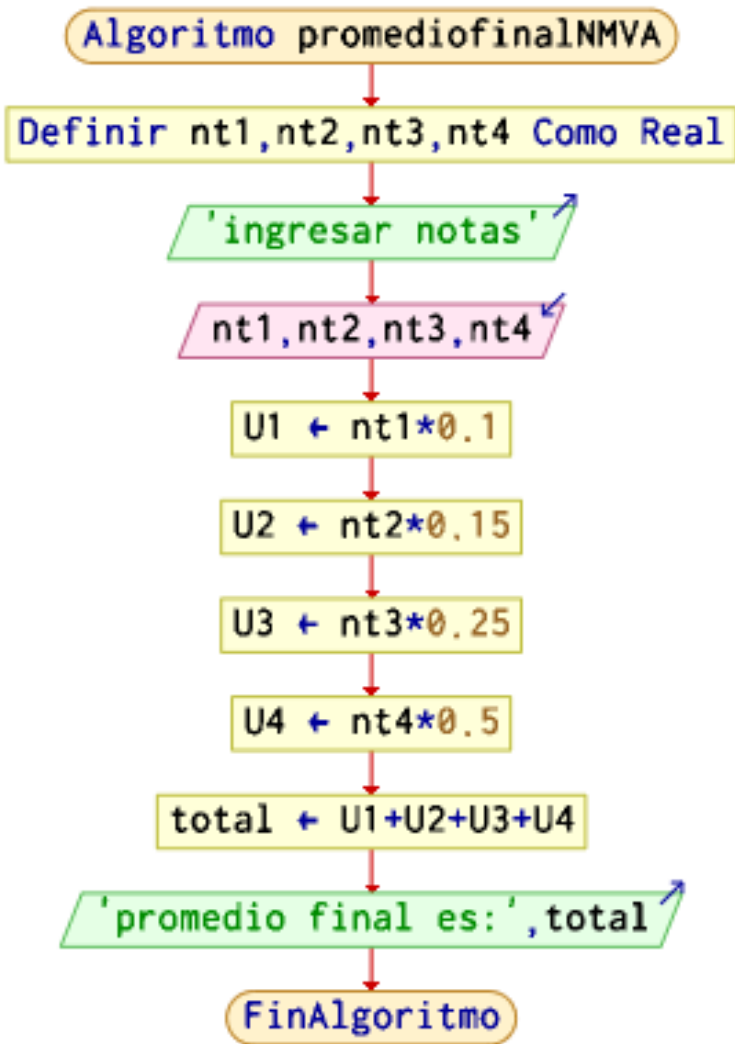 Algoritmo promediofinalNMVA
Definir nt1,nt2,nt3,nt4 Como Real
'ingresar notas'
nt1,nt2,nt3,nt4
U1 ← nt1*0.1
U2 ← nt2*0.15
U3 ← nt3*0.25
U4 ← nt4*0.5
total ← U1+U2+U3+U4
'promedio final es:',total
FinAlgoritmo